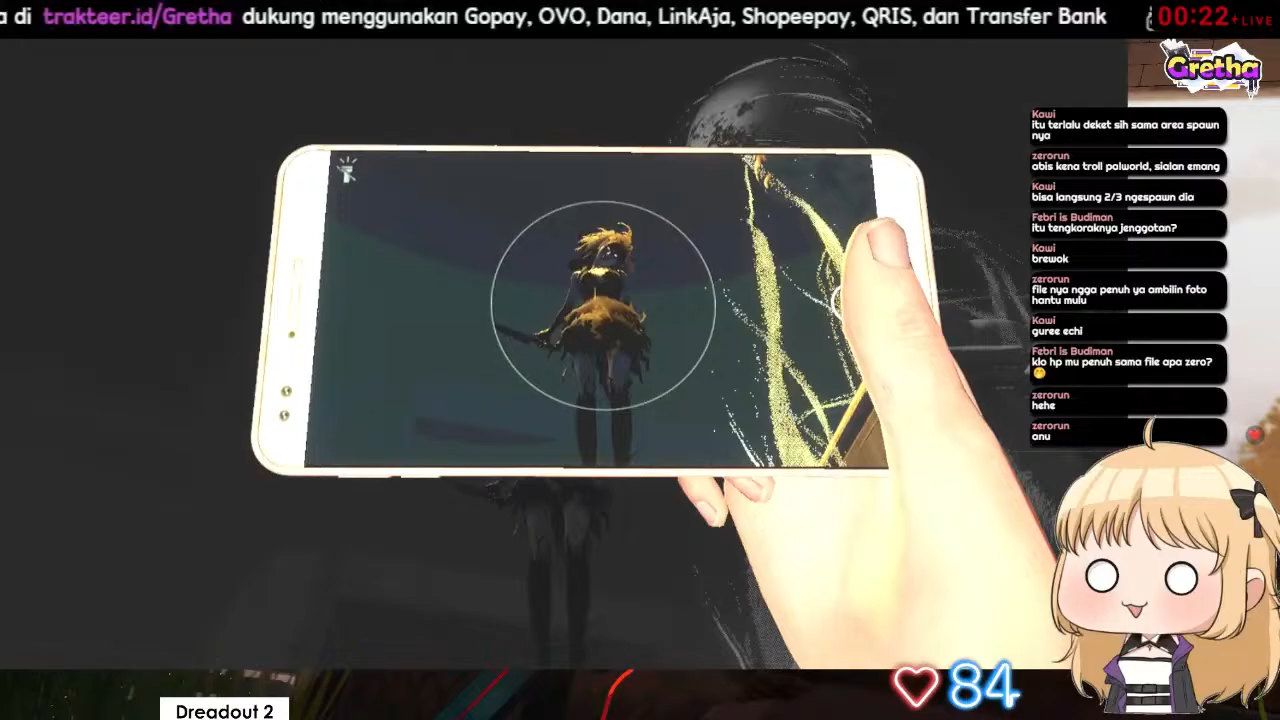 a di trakteer.id/Gretha dukung menggunakan Gopay, OVO, Dana, LinkAja, Shopeepay, QRIS, dan Transfer Bank
00:22+LIVE
Gretha
Kawi
itu terlalu deket sih sama area spawn
nya
zerorun
abis kena troll palworld, sialan emang
Kawi
bisa langsung 2/3 ngespawn dia
Febri is Budiman
itu tengkoraknya jenggotan?
Kawi
brewok
zerorun
file nya ngga penuh ya ambilin foto
hantu mulu
Kawi
guree echi
Febri is Budiman
klo hp mu penuh sama file apa zero?
🤭
zerorun
hehe
zerorun
anu
84
Dreadout 2